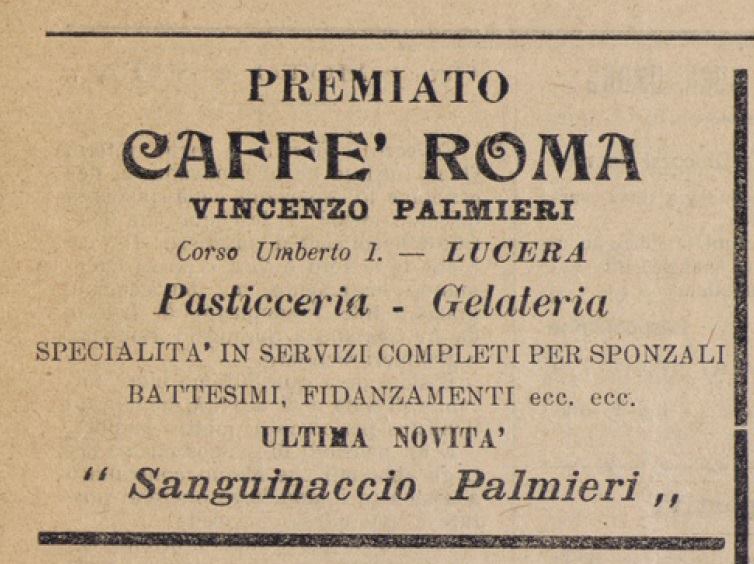 PREMIATO
CAFFE' ROMA
VINCENZO PALMIERI
Corso Umberto I. — LUCERA
Pasticceria - Gelateria
SPECIALITA' IN SERVIZI COMPLETI PER SPONZALI
BATTESIMI, FIDANZAMENTI ecc. ecc.
ULTIMA NOVITA'
“ Sanguinaccio Palmieri „